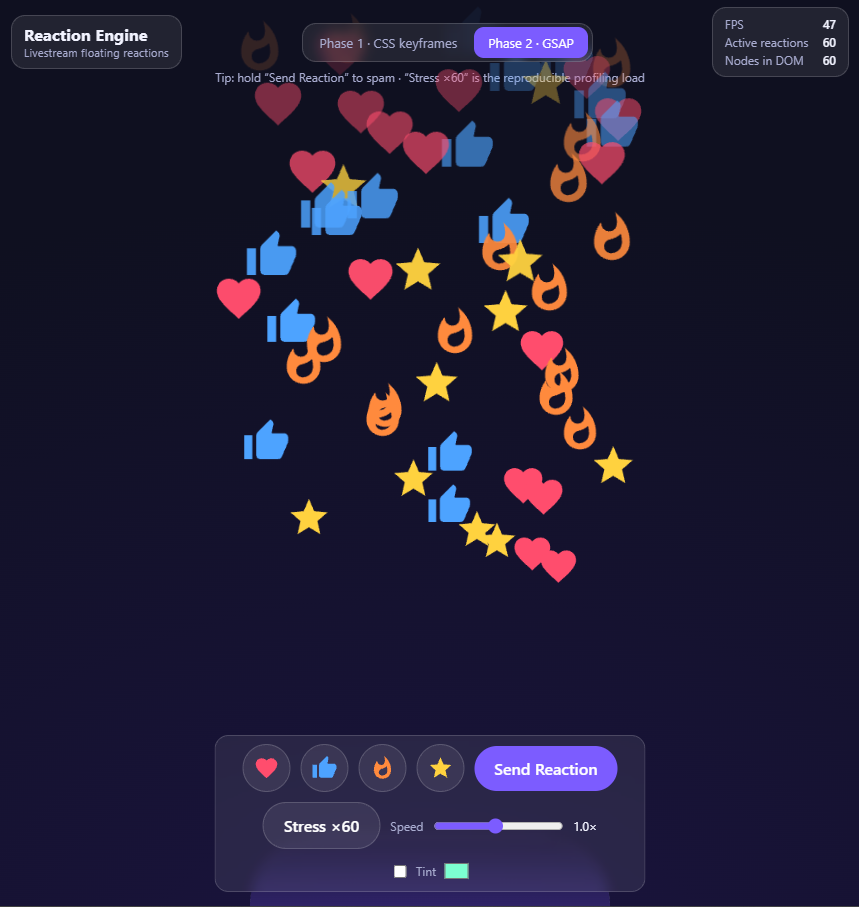 Reaction Engine
Livestream floating reactions
Phase 1 · CSS keyframes
Phase 2 · GSAP
Tip: hold “Send Reaction” to spam · “Stress ×60” is the reproducible profiling load
FPS 47
Active reactions 60
Nodes in DOM 60
Send Reaction
Stress ×60
Speed
1.0×
Tint